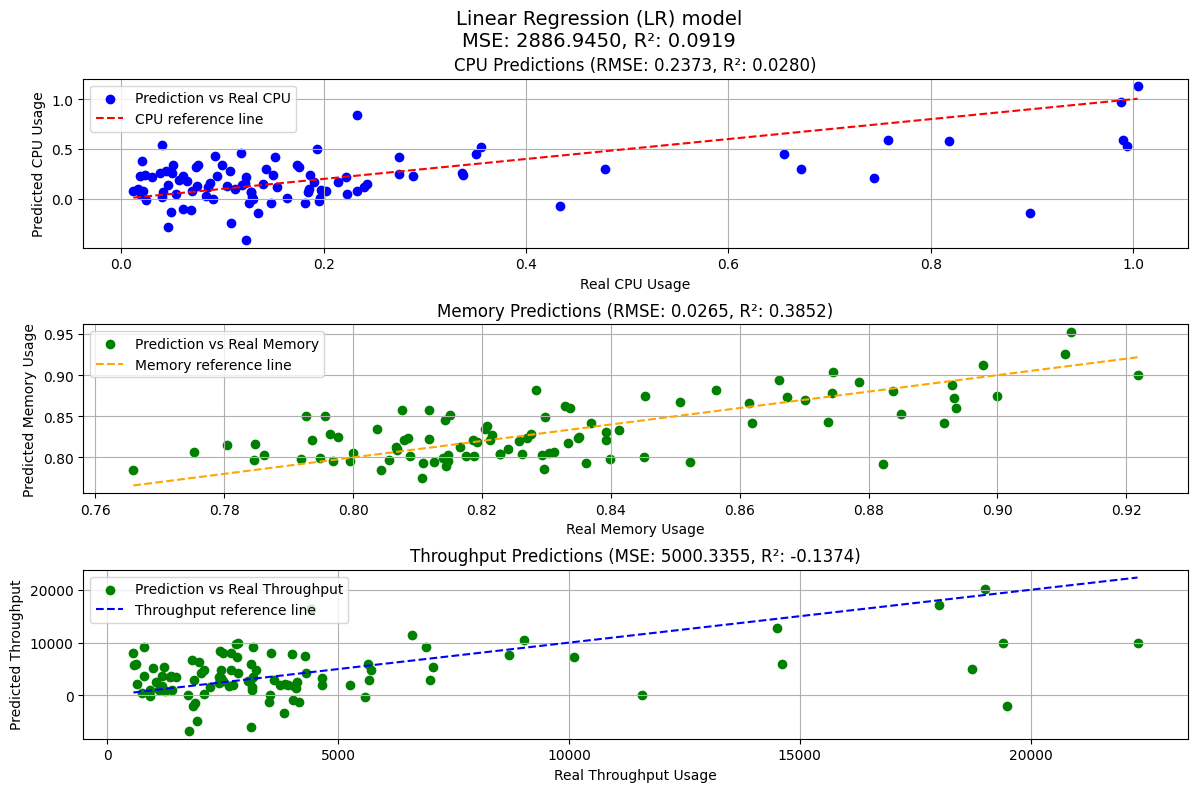 Linear Regression (LR) model
MSE: 2886.9450, R²: 0.0919
CPU Predictions (RMSE: 0.2373, R²: 0.0280)
Predicted CPU Usage
1.0
0.5
0.0
Prediction vs Real CPU
CPU reference line
0.0 0.2 0.4 0.6 0.8 1.0
Real CPU Usage
Memory Predictions (RMSE: 0.0265, R²: 0.3852)
Predicted Memory Usage
0.95
0.90
0.85
0.80
Prediction vs Real Memory
Memory reference line
0.76 0.78 0.80 0.82 0.84 0.86 0.88 0.90 0.92
Real Memory Usage
Throughput Predictions (MSE: 5000.3355, R²: -0.1374)
Predicted Throughput
20000
10000
0
Prediction vs Real Throughput
Throughput reference line
0 5000 10000 15000 20000
Real Throughput Usage